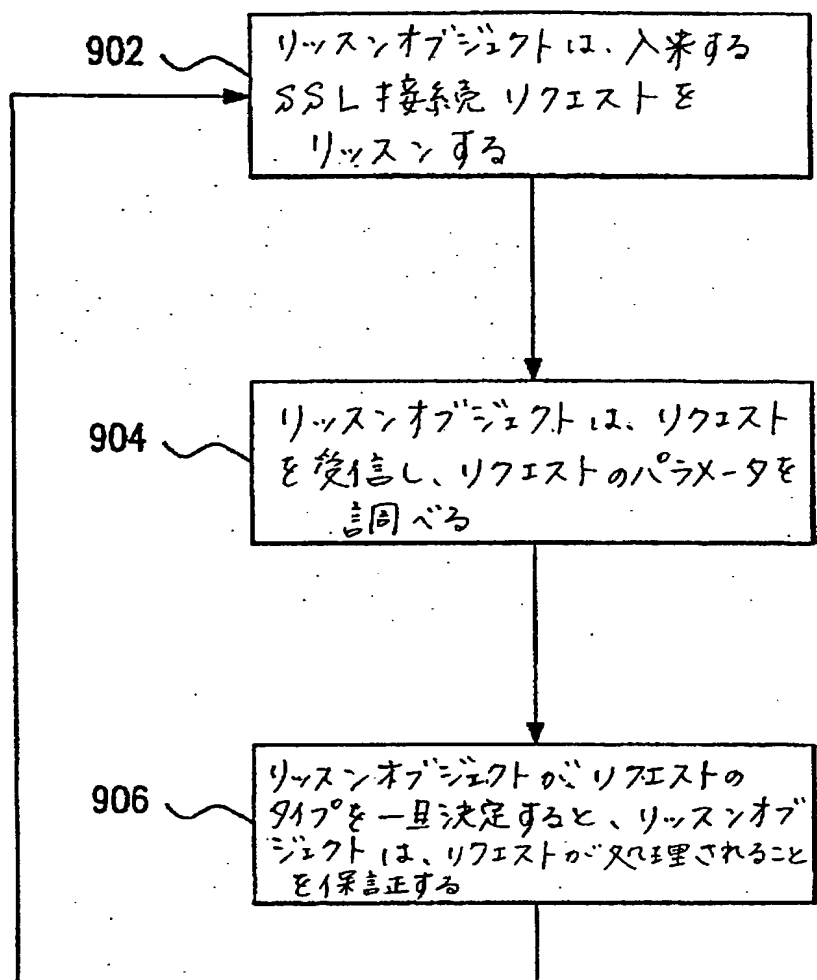 902
リッスンオブジェクトは、入来する
SSL接続リクエストを
リッスンする
904
リッスンオブジェクトは、リクエスト
を受信し、リクエストのパラメータを
調べる
906
リッスンオブジェクトが、リクエストの
タイプを一旦決定すると、リッスンオブ
ジェクトは、リクエストが処理されること
を保証する